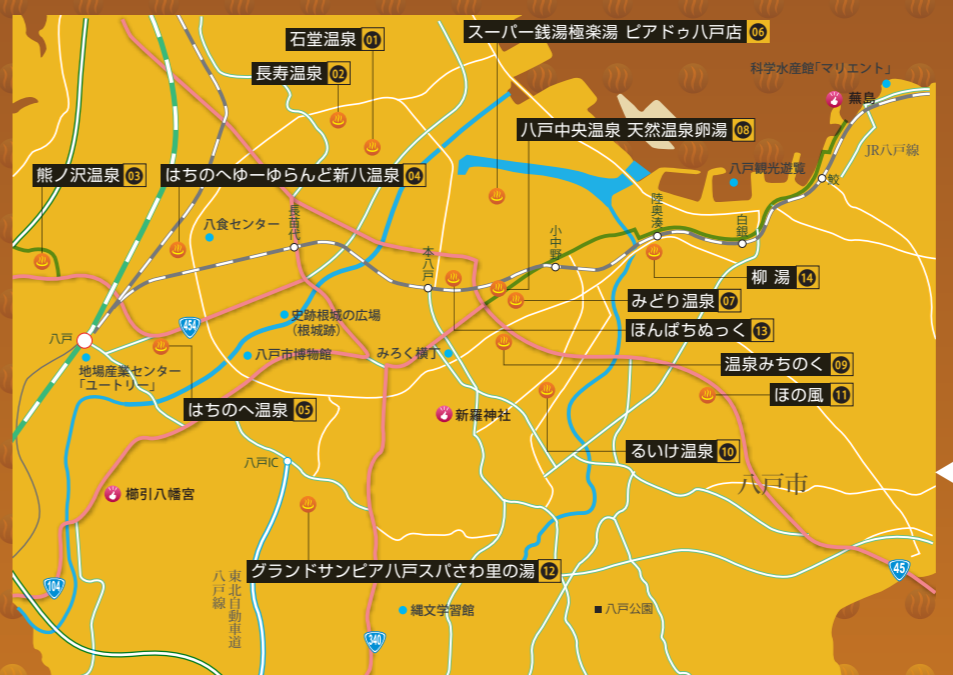 石堂温泉 01
スーパー銭湯極楽湯 ピアドゥ八戸店 06
長寿温泉 02
科学水産館「マリエント」
蕪島
八戸中央温泉 天然温泉卵湯 08
JR八戸線
熊ノ沢温泉 03
はちのへゆーゆらんど新八温泉 04
八戸観光遊覧
鮫
陸奥湊
白銀
八食センター
長苗代
小中野
本八戸
柳 湯 14
みどり温泉 07
史跡根城の広場
（根城跡）
454
ほんぱちぬっく 13
八戸
八戸市博物館
みろく横丁
温泉みちのく 09
地場産業センター
「ユートリー」
ほの風 11
はちのへ温泉 05
新羅神社
るいけ温泉 10
八戸IC
八戸市
櫛引八幡宮
グランドサンピア八戸スパさわ里の湯 12
45
104
東北自動車道
八戸線
縄文学習館
八戸公園
340